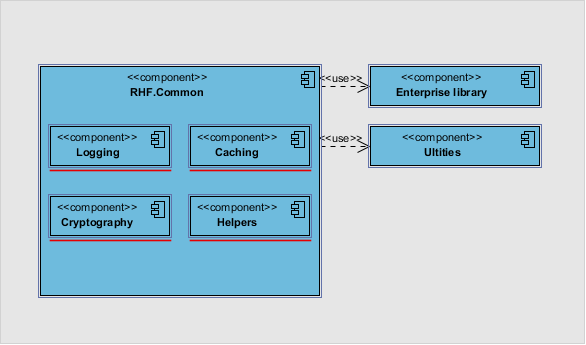 <<component>>
RHF.Common
<<use>>
<<component>>
Enterprise library
<<component>>
Logging
<<component>>
Caching
<<use>>
<<component>>
Ultities
<<component>>
Cryptography
<<component>>
Helpers